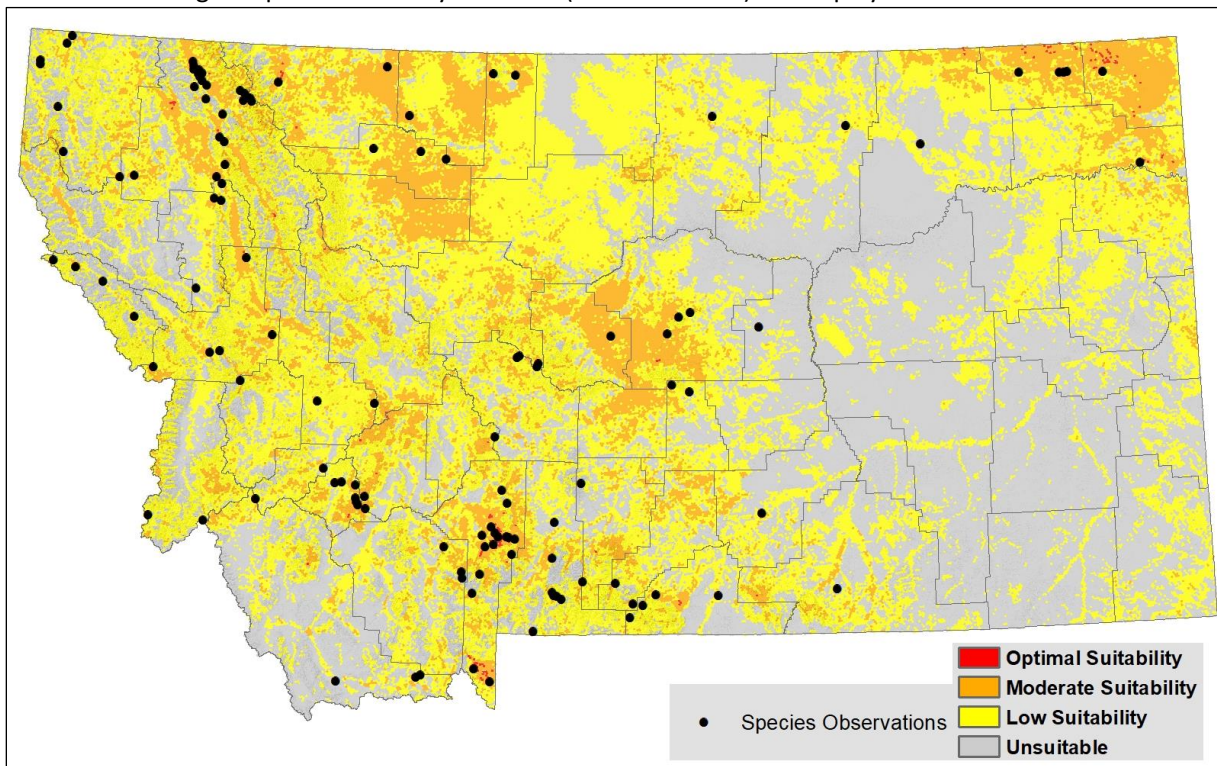 Optimal Suitability
Moderate Suitability
Species Observations
Low Suitability
Unsuitable